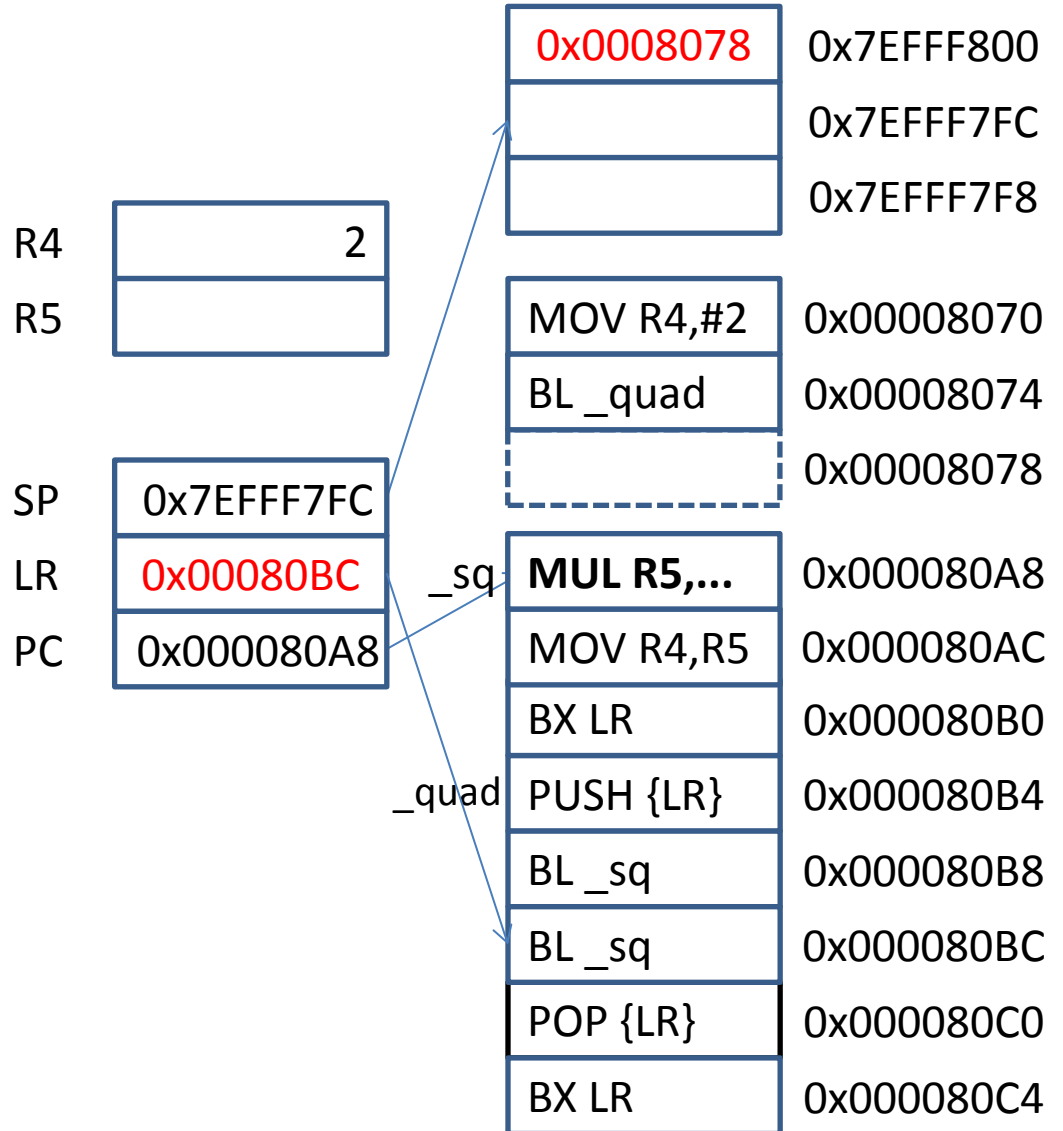 0x0008078 0x7EFFF800
0x7EFFF7FC
0x7EFFF7F8
R4 2
R5
MOV R4,#2 0x00008070
BL _quad 0x00008074
0x00008078
SP 0x7EFFF7FC
LR 0x00080BC
PC 0x000080A8
_sq MUL R5,... 0x000080A8
MOV R4,R5 0x000080AC
BX LR 0x000080B0
_quad PUSH {LR} 0x000080B4
BL _sq 0x000080B8
BL _sq 0x000080BC
POP {LR} 0x000080C0
BX LR 0x000080C4